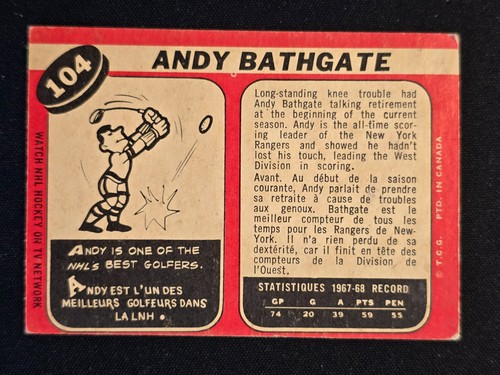 104
ANDY BATHGATE
WATCH NHL HOCKEY ON TV NETWORK
ANDY IS ONE OF THE
NHL'S BEST GOLFERS.
ANDY EST L'UN DES
MEILLEURS GOLFEURS DANS
LA LNH.
Long-standing knee trouble had
Andy Bathgate talking retirement
at the beginning of the current
season. Andy is the all-time scor-
ing leader of the New York
Rangers and showed he hadn't
lost his touch, leading the West
Division in scoring.
Avant. Au début de la saison
courante, Andy parlait de prendre
sa retraite à cause de troubles
aux genoux. Bathgate est le
meilleur compteur de tous les
temps pour les Rangers de New-
York. Il n'a rien perdu de sa
dextérité, car il finit en tête des
compteurs de la Division de
l'Ouest.
STATISTIQUES 1967-68 RECORD
GP G A PTS PEN
74 20 39 59 55
© T.C.G. PTD. IN CANADA